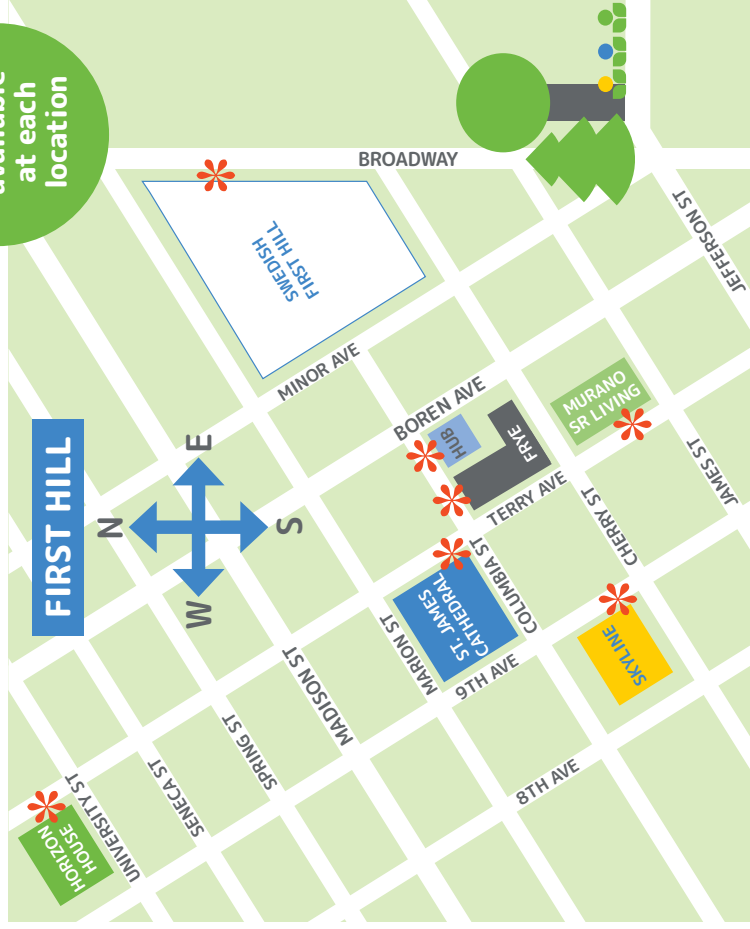 at each
location
FIRST HILL
N
E
S
W
BROADWAY
SWEDISH
FIRST HILL
MINOR AVE
BOREN AVE
HUB
FRYE
TERRY AVE
MURANO
SR LIVING
JEFFERSON ST
JAMES ST
CHERRY ST
COLUMBIA ST
ST. JAMES
CATHEDRAL
MARION ST
9TH AVE
SKYLINE
MADISON ST
SPRING ST
SENECA ST
UNIVERSITY ST
8TH AVE
HORIZON
HOUSE